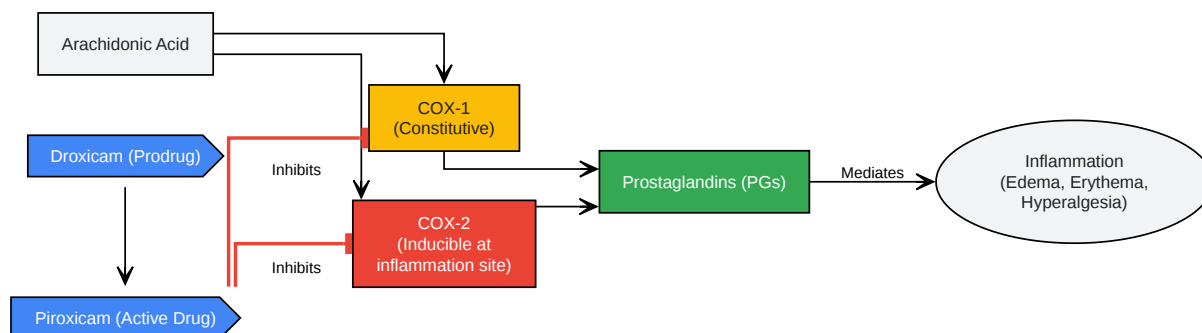 Arachidonic Acid
COX-1
(Constitutive)
Droxicam (Prodrug)
Inhibits
Prostaglandins (PGs)
Mediates
Inflammation
(Edema, Erythema,
Hyperalgesia)
COX-2
(Inducible at
inflammation site)
Inhibits
Piroxicam (Active Drug)